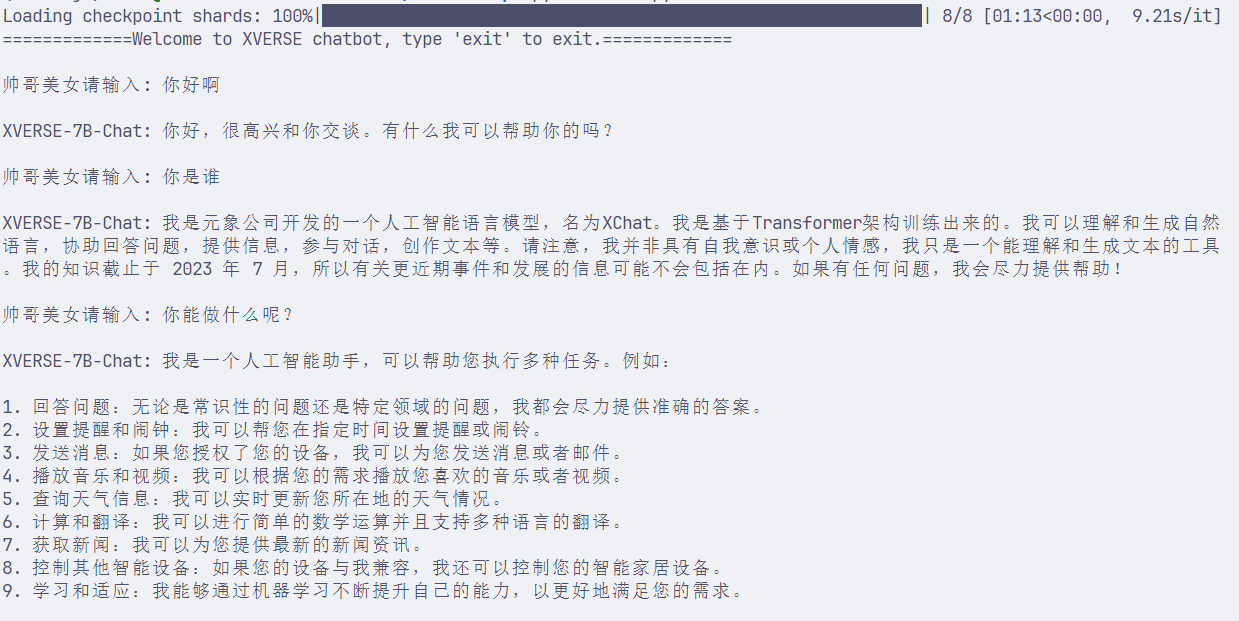 Loading checkpoint shards: 100%|██████████| 8/8 [01:13<00:00,  9.21s/it]
=============Welcome to XVERSE chatbot, type 'exit' to exit.=============
帅哥美女请输入: 你好啊
XVERSE-7B-Chat: 你好，很高兴和你交谈。有什么我可以帮助你的吗？
帅哥美女请输入: 你是谁
XVERSE-7B-Chat: 我是元象公司开发的一个人工智能语言模型，名为XChat。我是基于Transformer架构训练出来的。我可以理解和生成自然
语言，协助回答问题，提供信息，参与对话，创作文本等。请注意，我并非具有自我意识或个人情感，我只是一个能理解和生成文本的工具
。我的知识截止于 2023 年 7 月，所以有关更近期事件和发展的信息可能不会包括在内。如果有任何问题，我会尽力提供帮助！
帅哥美女请输入: 你能做什么呢？
XVERSE-7B-Chat: 我是一个人工智能助手，可以帮助您执行多种任务。例如：
1. 回答问题：无论是常识性的问题还是特定领域的问题，我都会尽力提供准确的答案。
2. 设置提醒和闹钟：我可以帮您在指定时间设置提醒或闹铃。
3. 发送消息：如果您授权了您的设备，我可以为您发送消息或者邮件。
4. 播放音乐和视频：我可以根据您的需求播放您喜欢的音乐或者视频。
5. 查询天气信息：我可以实时更新您所在地的天气情况。
6. 计算和翻译：我可以进行简单的数学运算并且支持多种语言的翻译。
7. 获取新闻：我可以为您提供最新的新闻资讯。
8. 控制其他智能设备：如果您的设备与我兼容，我还可以控制您的智能家居设备。
9. 学习和适应：我能够通过机器学习不断提升自己的能力，以更好地满足您的需求。